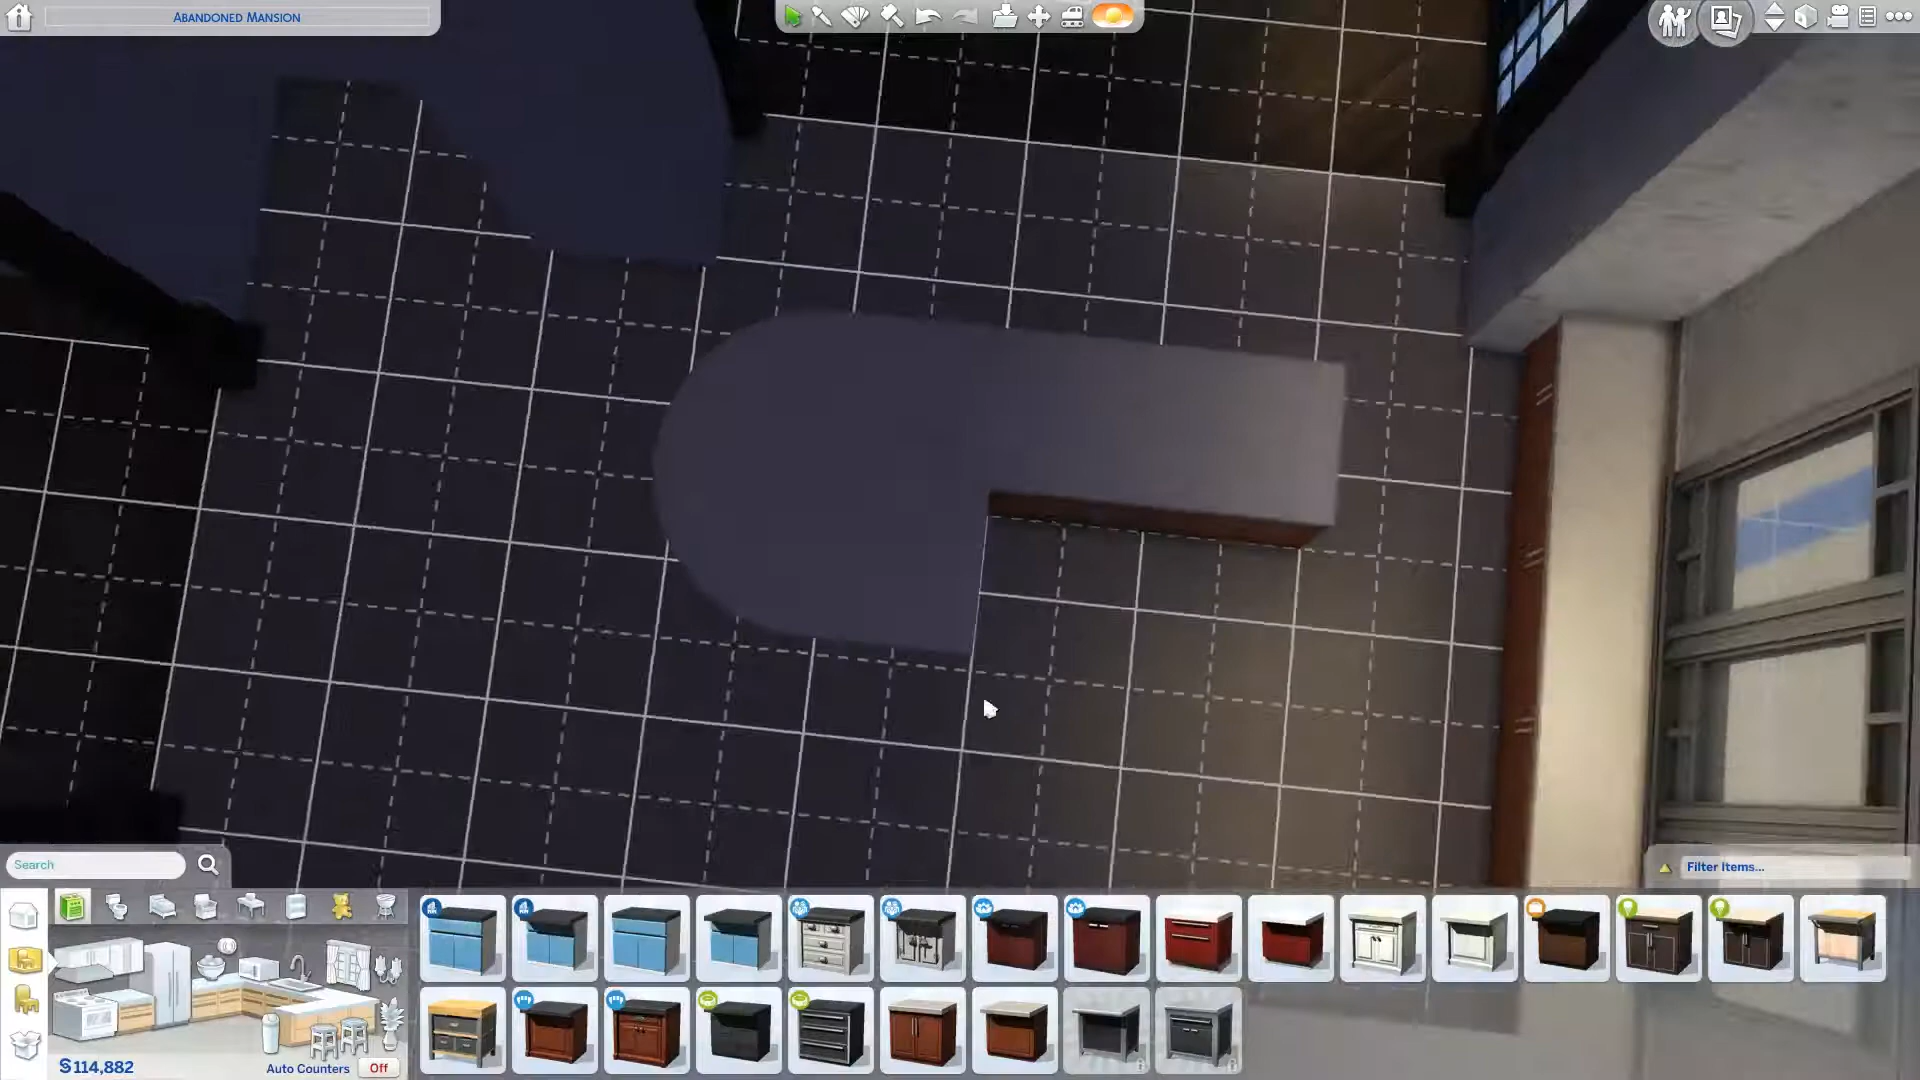 Abandoned Mansion
Search
Filter Items...
§114,882
Auto Counters Off